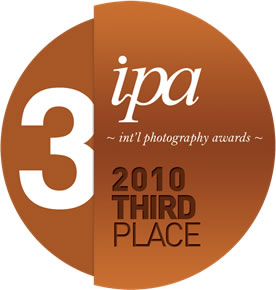 3
ipa
~ int'l photography awards ~
2010
THIRD
PLACE